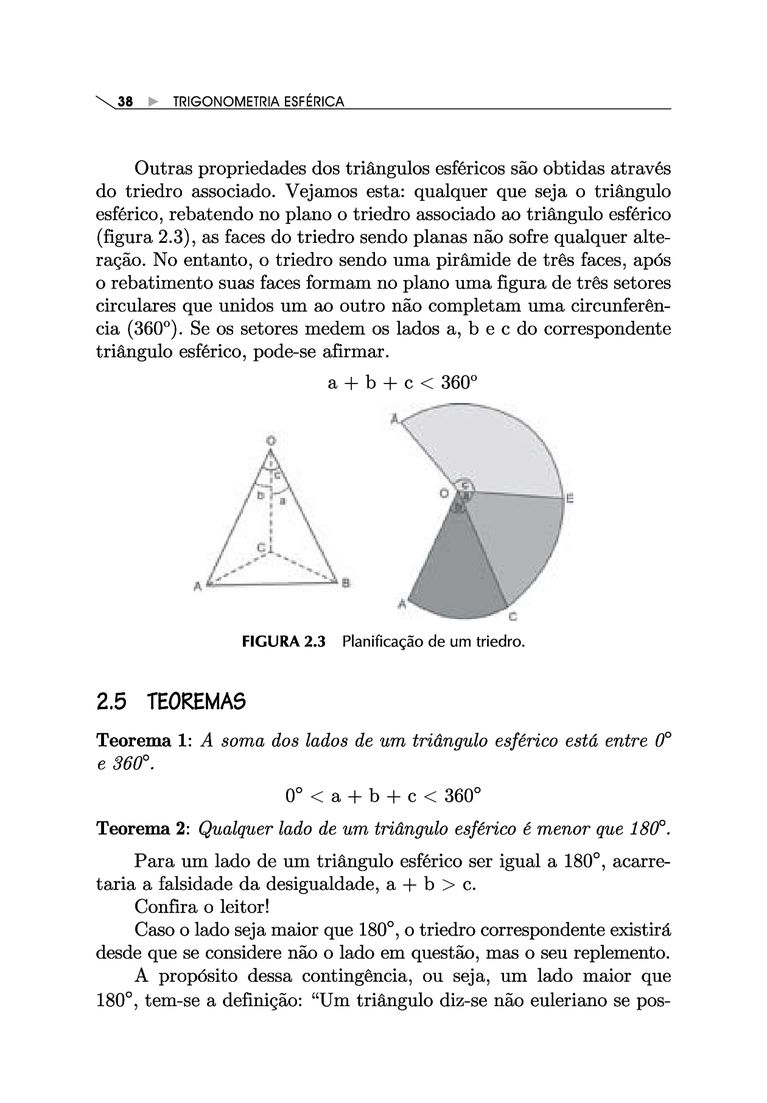 38 ▶ TRIGONOMETRIA ESFÉRICA
Outras propriedades dos triângulos esféricos são obtidas através
do triedro associado. Vejamos esta: qualquer que seja o triângulo
esférico, rebatendo no plano o triedro associado ao triângulo esférico
(figura 2.3), as faces do triedro sendo planas não sofre qualquer alte-
ração. No entanto, o triedro sendo uma pirâmide de três faces, após
o rebatimento suas faces formam no plano uma figura de três setores
circulares que unidos um ao outro não completam uma circunferên-
cia (360º). Se os setores medem os lados a, b e c do correspondente
triângulo esférico, pode-se afirmar.
a + b + c < 360º
O
c
b
a
C
A
B
A
c
O
a
E
A
C
FIGURA 2.3 Planificação de um triedro.
2.5 TEOREMAS
Teorema 1: A soma dos lados de um triângulo esférico está entre 0°
e 360°.
0° < a + b + c < 360°
Teorema 2: Qualquer lado de um triângulo esférico é menor que 180°.
Para um lado de um triângulo esférico ser igual a 180°, acarre-
taria a falsidade da desigualdade, a + b > c.
Confira o leitor!
Caso o lado seja maior que 180°, o triedro correspondente existirá
desde que se considere não o lado em questão, mas o seu replemento.
A propósito dessa contingência, ou seja, um lado maior que
180°, tem-se a definição: “Um triângulo diz-se não euleriano se pos-